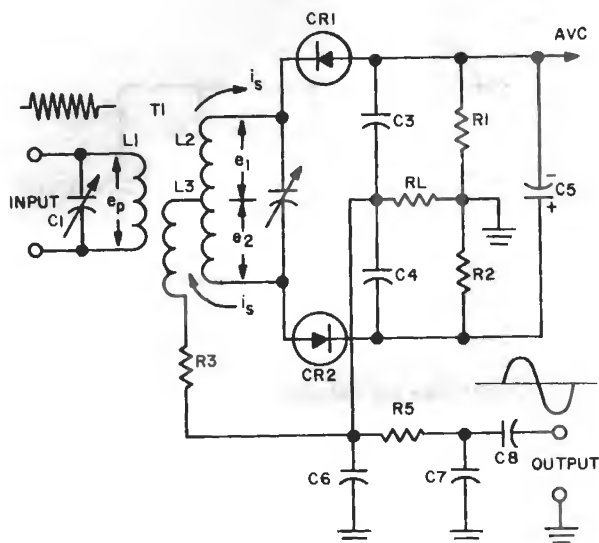 CR1
AVC
is
T1
L1
L2
C3
R1
e1
L3
C5
-
+
INPUT
C1
ep
RL
e2
C4
R2
is
R3
CR2
R5
C6
C7
C8
OUTPUT